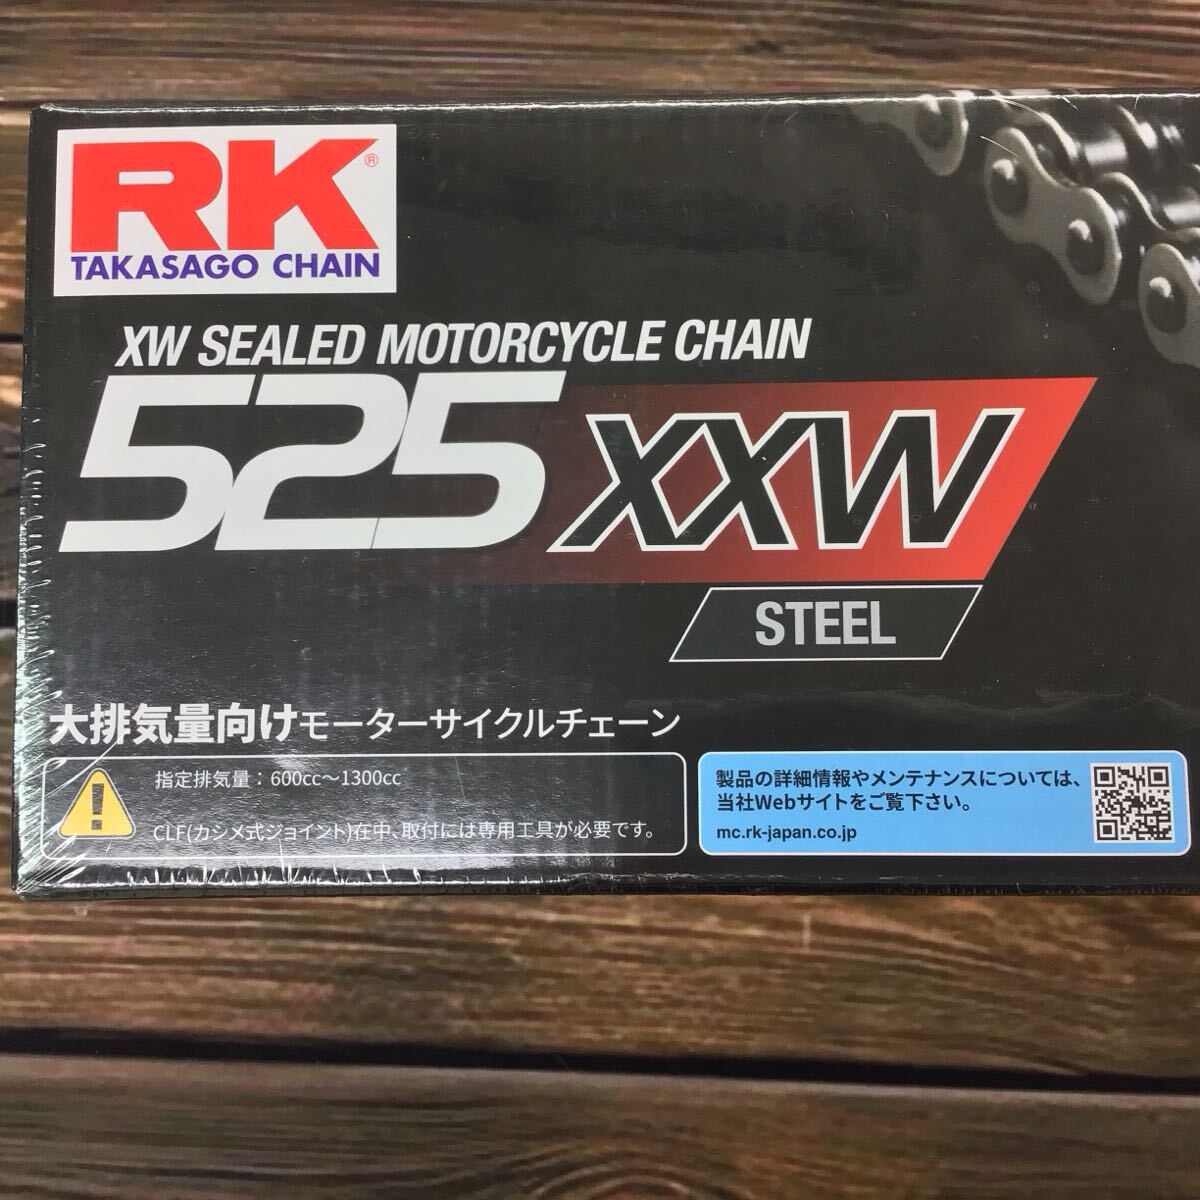 RK®
TAKASAGO CHAIN
XW SEALED MOTORCYCLE CHAIN
525 XXW
STEEL
大排気量向けモーターサイクルチェーン
指定排気量：600cc～1300cc
CLF(カシメ式ジョイント)在中、取付には専用工具が必要です。
製品の詳細情報やメンテナンスについては、
当社Webサイトをご覧下さい。
mc.rk-japan.co.jp